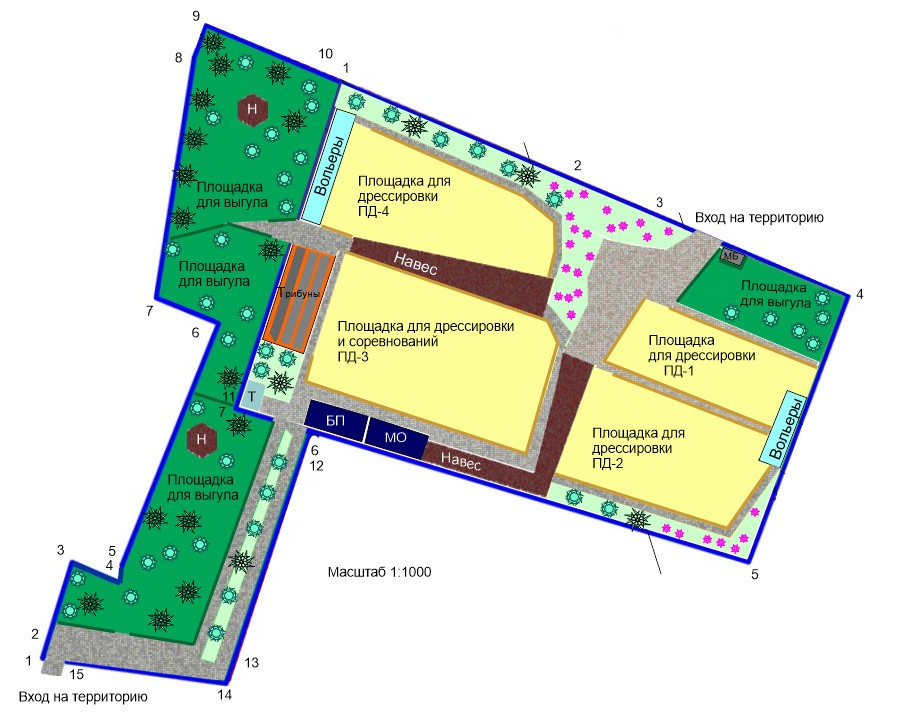 9
10
8
1
Н
Вольеры
Площадка для
дрессировки
ПД-4
2
3
Вход на территорию
Площадка
для выгула
МБ
Площадка
для выгула
4
Навес
Площадка
для выгула
Трибуны
7
6
Площадка для дрессировки
и соревнований
ПД-3
Площадка
для дрессировки
ПД-1
Вольеры
11
7
Т
БП
МО
Навес
6
12
Площадка для
дрессировки
ПД-2
Н
Площадка
для выгула
3
5
4
5
Масштаб 1:1000
2
1
15
13
14
Вход на территорию